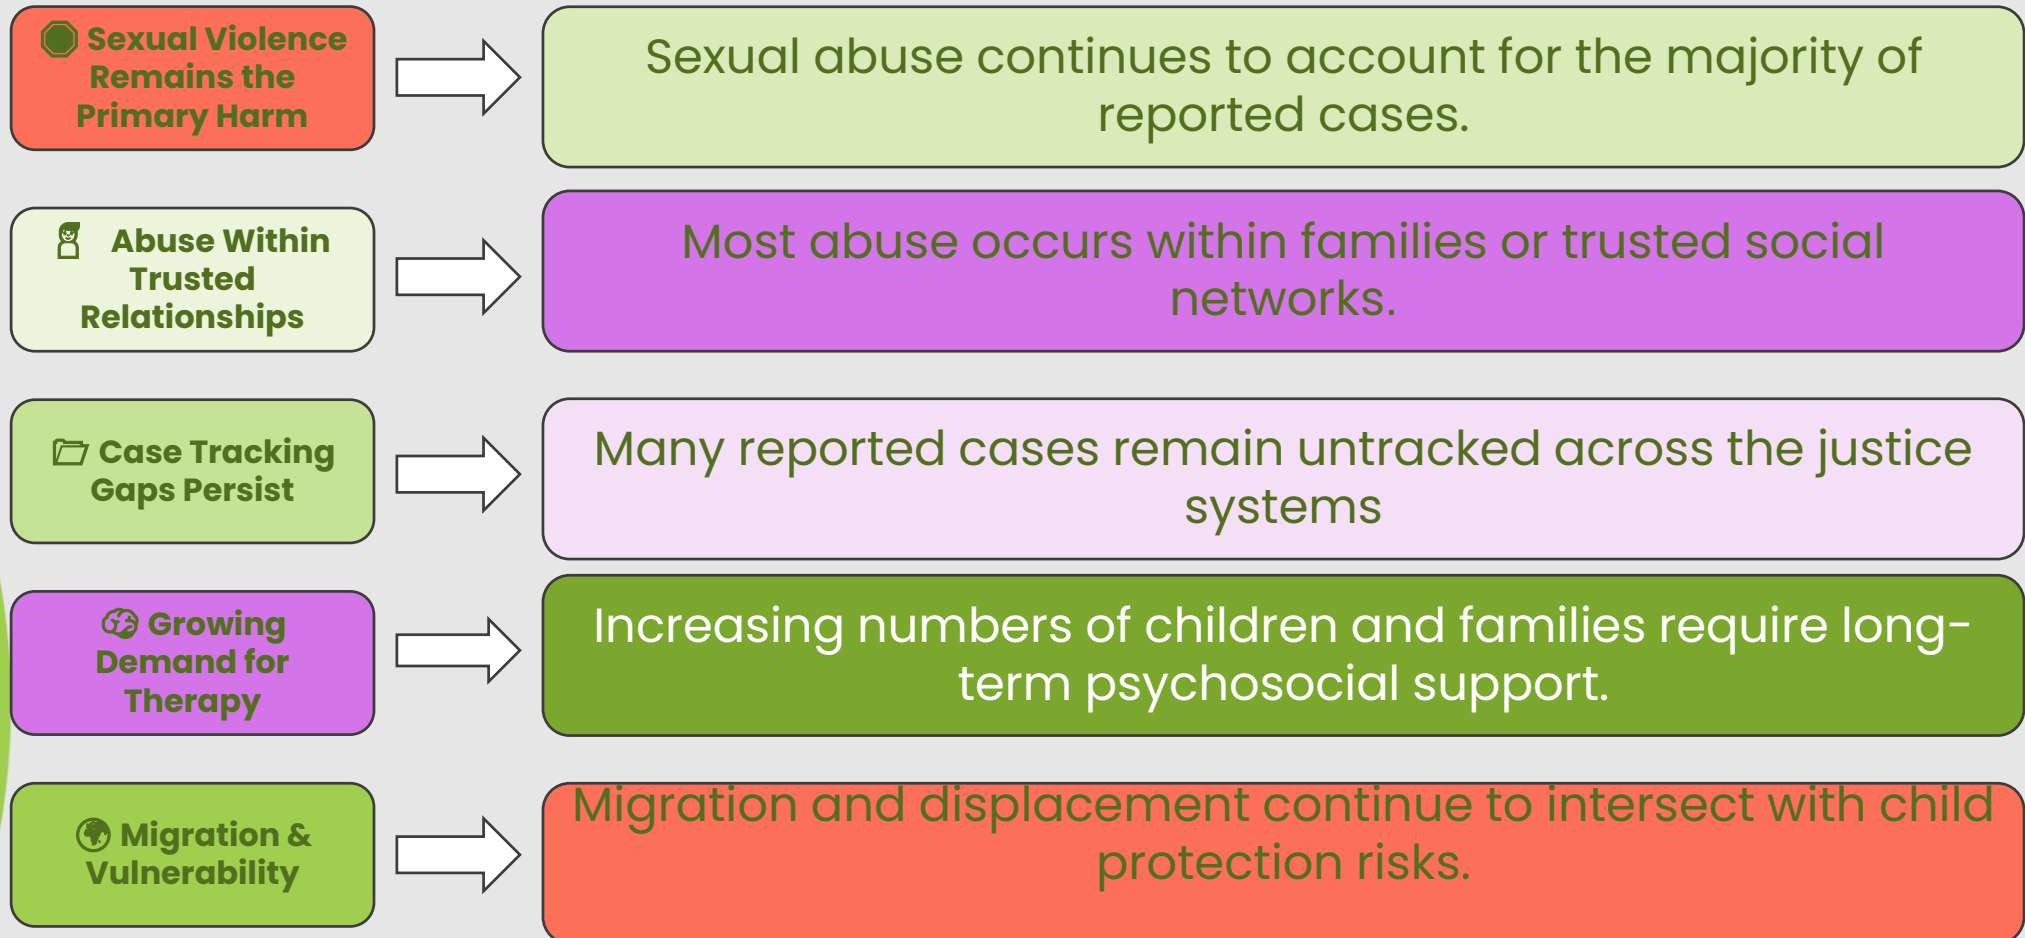 🛑 Sexual Violence
Remains the
Primary Harm
Sexual abuse continues to account for the majority of
reported cases.
Abuse Within
Trusted
Relationships
Most abuse occurs within families or trusted social
networks.
Case Tracking
Gaps Persist
Many reported cases remain untracked across the justice
systems
Growing
Demand for
Therapy
Increasing numbers of children and families require long-
term psychosocial support.
Migration &
Vulnerability
Migration and displacement continue to intersect with child
protection risks.